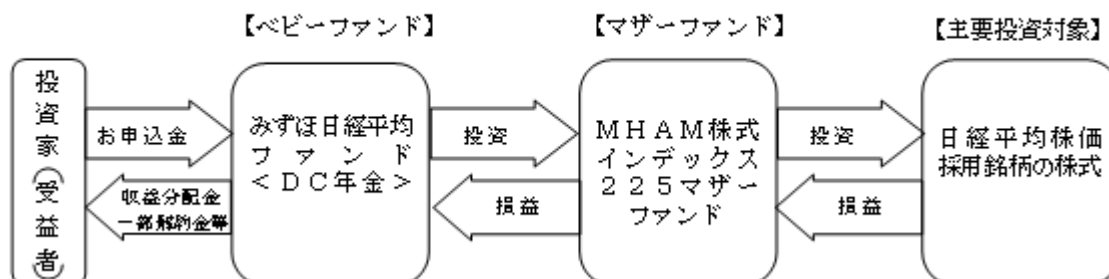 【ベビーファンド】
【マザーファンド】
【主要投資対象】
投資家(受益者)
お申込金
収益分配金
一部解約金等
みずほ日経平均
ファンド
<DC年金>
投資
損益
MHAM株式
インデックス
225マザー
ファンド
投資
損益
日経平均株価
採用銘柄の株式